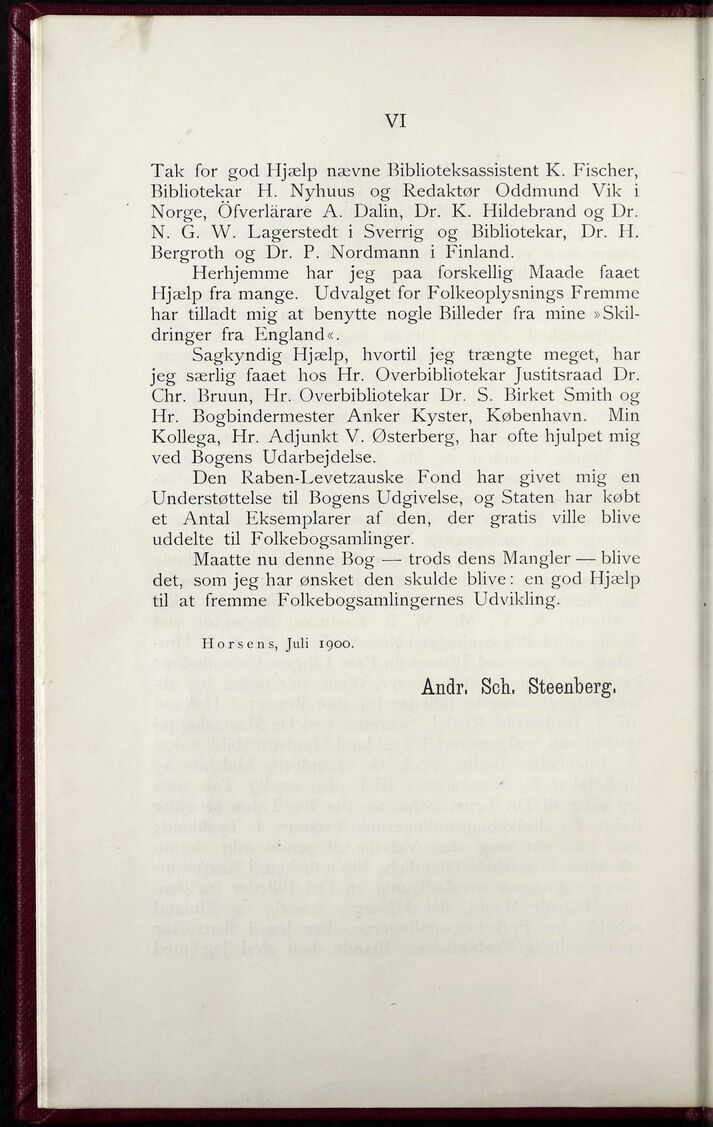 VI
Tak for god Hjælp nævne Biblioteksassistent K. Fischer,
Bibliotekar H. Nyhuus og Redaktør Oddmund Vik i
Norge, Öfverlärare A. Dalin, Dr. K. Hildebrand og Dr.
N. G. W. Lagerstedt i Sverrig og Bibliotekar, Dr. H.
Bergroth og Dr. P. Nordmann i Finland.
Herhjemme har jeg paa forskellig Maade faaet
Hjælp fra mange. Udvalget for Folkeoplysnings Fremme
har tilladt mig at benytte nogle Billeder fra mine »Skil-
dringer fra England«.
Sagkyndig Hjælp, hvortil jeg trængte meget, har
jeg særlig faaet hos Hr. Overbibliotekar Justitsraad Dr.
Chr. Bruun, Hr. Overbibliotekar Dr. S. Birket Smith og
Hr. Bogbindermester Anker Kyster, København. Min
Kollega, Hr. Adjunkt V. Østerberg, har ofte hjulpet mig
ved Bogens Udarbejdelse.
Den Raben-Levetzauske Fond har givet mig en
Understøttelse til Bogens Udgivelse, og Staten har købt
et Antal Eksemplarer af den, der gratis ville blive
uddelte til Folkebogsamlinger.
Maatte nu denne Bog — trods dens Mangler — blive
det, som jeg har ønsket den skulde blive: en god Hjælp
til at fremme Folkebogsamlingernes Udvikling.
Horsens, Juli 1900.
Andr. Sch. Steenberg.